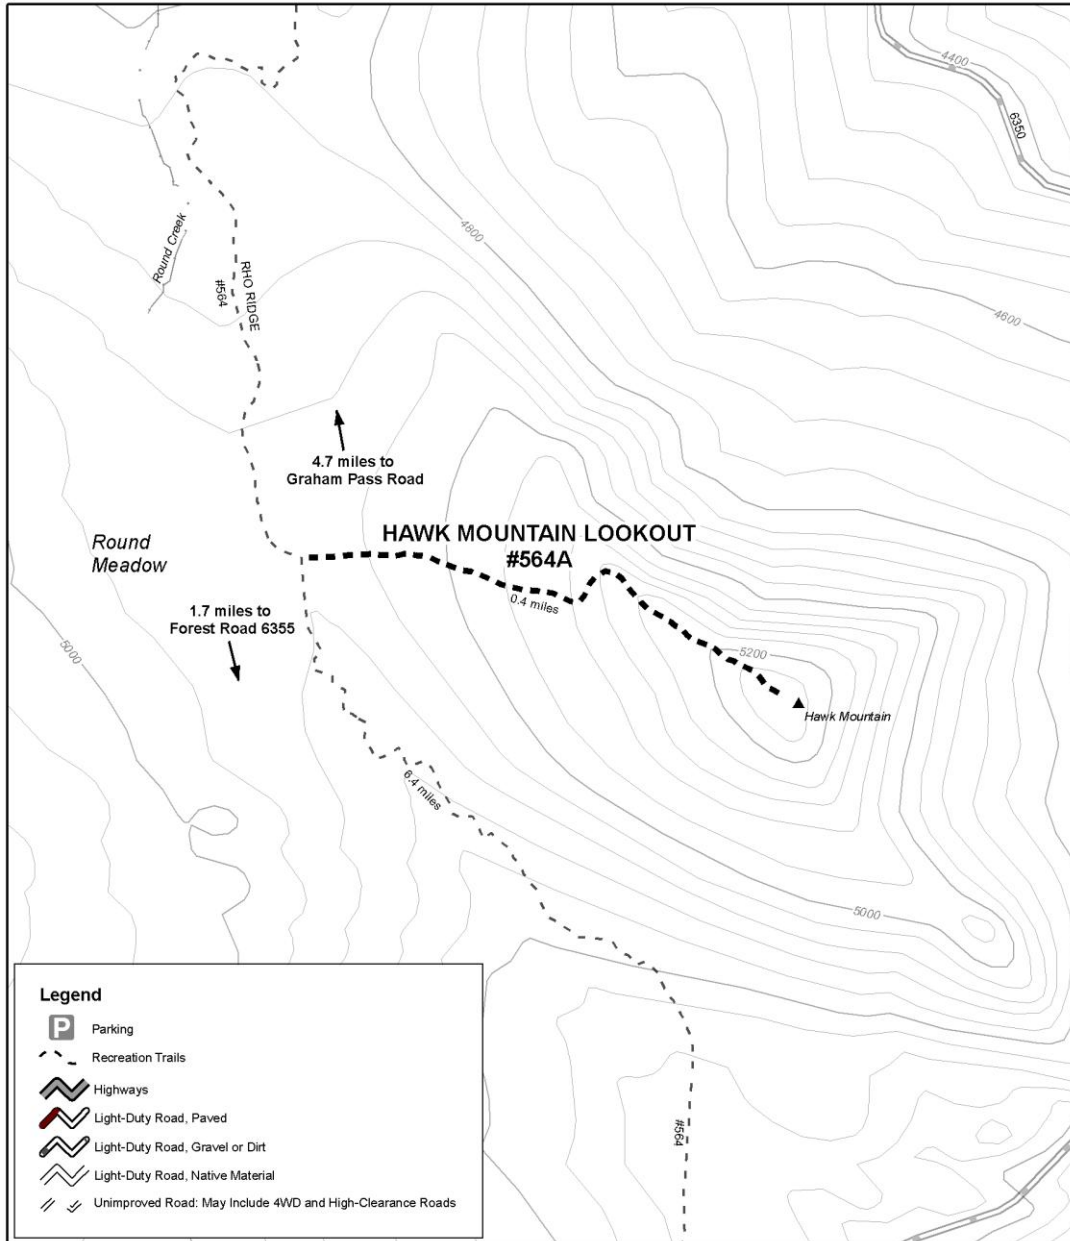 4400
6350
4800
Round Creek
#564
RHO RIDGE
4600
4.7 miles to
Graham Pass Road
HAWK MOUNTAIN LOOKOUT
#564A
Round
Meadow
0.4 miles
1.7 miles to
Forest Road 6355
5000
5200
Hawk Mountain
6.4 miles
5000
#564
Legend
P Parking
Recreation Trails
Highways
Light-Duty Road, Paved
Light-Duty Road, Gravel or Dirt
Light-Duty Road, Native Material
Unimproved Road: May Include 4WD and High-Clearance Roads